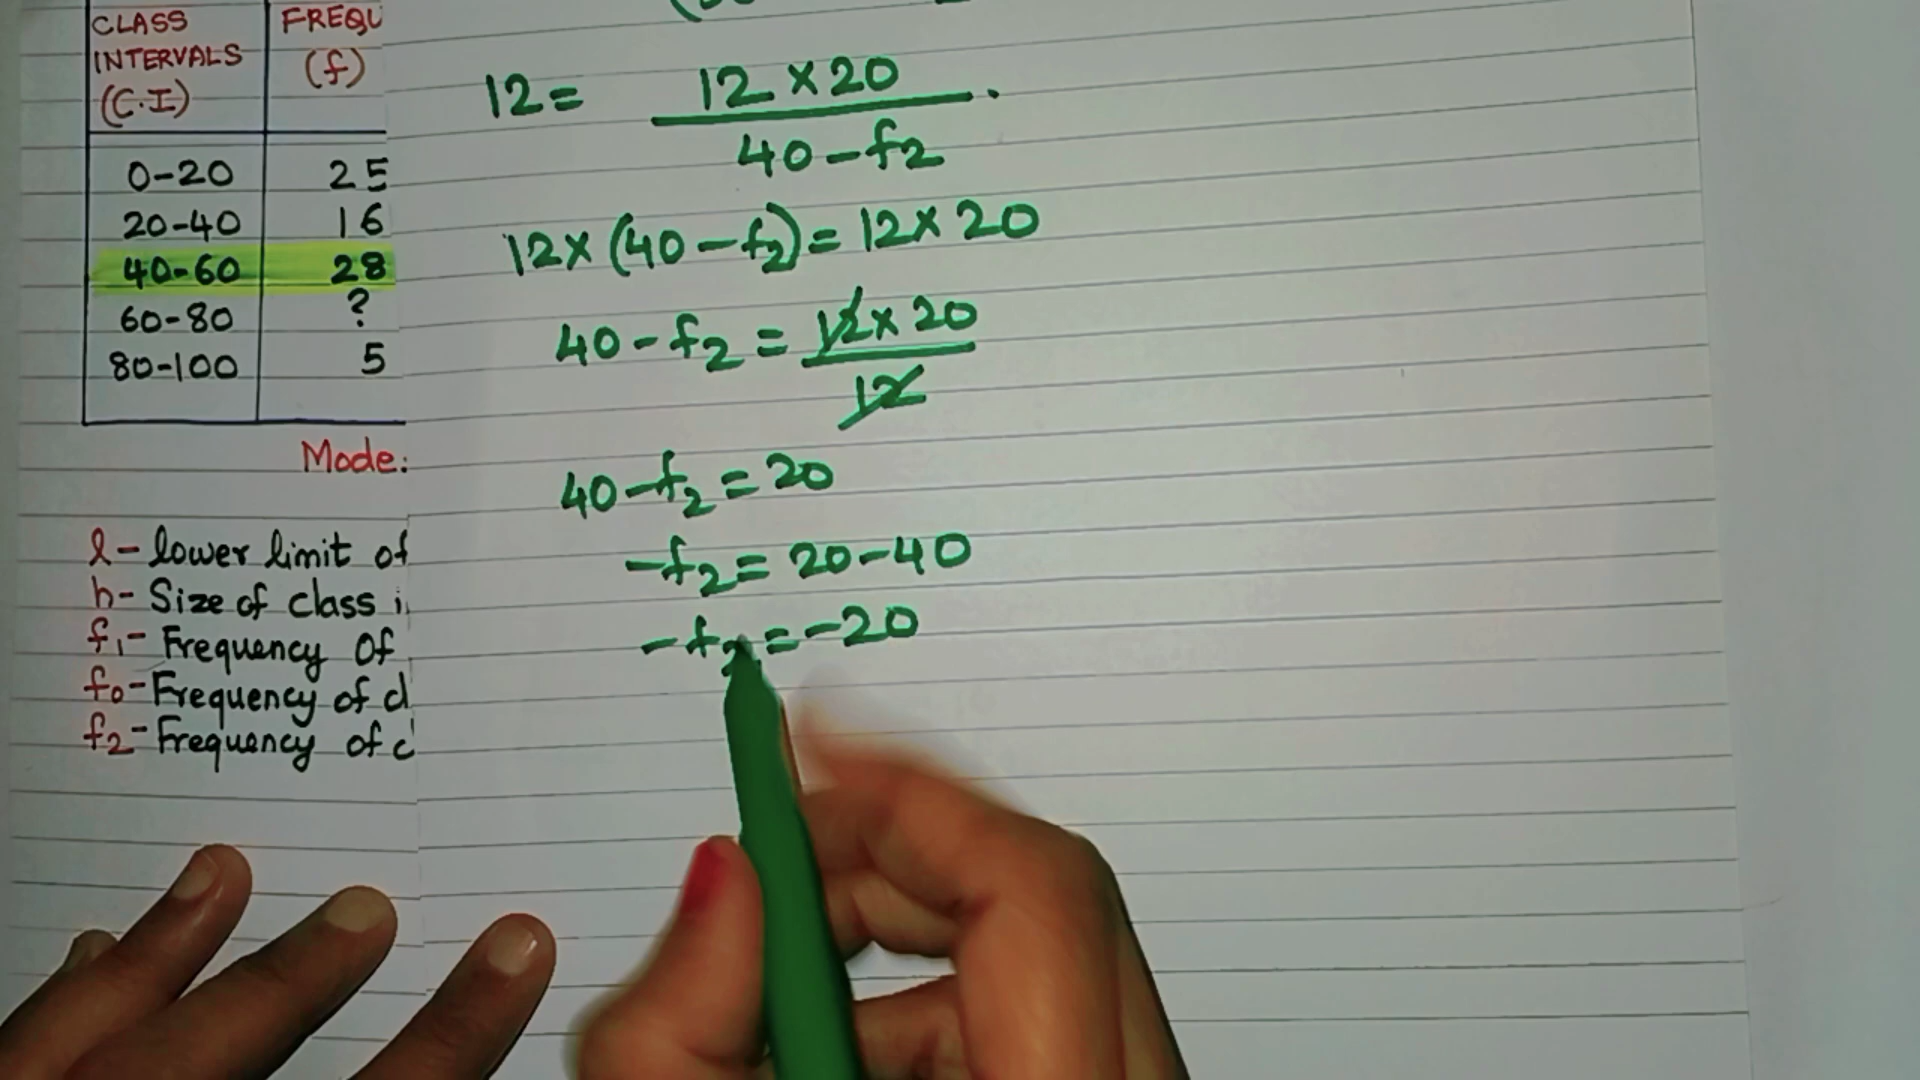 CLASS INTERVALS (C.I) FREQU (f)
0-20 25
20-40 16
40-60 28
60-80 ?
80-100 5
Mode:
l - lower limit of
h - Size of class i
f1 - Frequency Of
f0 - Frequency of cl
f2 - Frequency of c
12 = 12 × 20 / 40 - f2 .
12 × (40 - f2) = 12 × 20
40 - f2 = 12 × 20 / 12
40 - f2 = 20
-f2 = 20 - 40
-f2 = -20